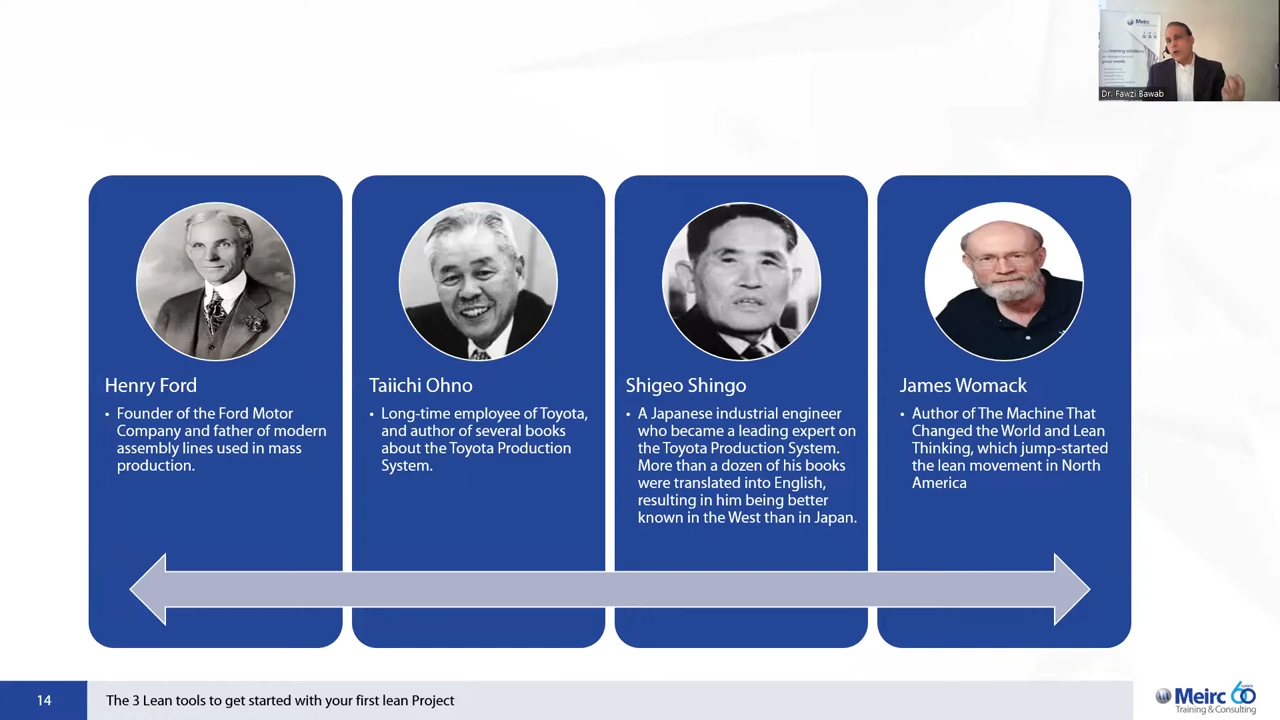 Meirc
Dr. Fawzi Bawab
Henry Ford
• Founder of the Ford Motor
Company and father of modern
assembly lines used in mass
production.
Taiichi Ohno
• Long-time employee of Toyota,
and author of several books
about the Toyota Production
System.
Shigeo Shingo
• A Japanese industrial engineer
who became a leading expert on
the Toyota Production System.
More than a dozen of his books
were translated into English,
resulting in him being better
known in the West than in Japan.
James Womack
• Author of The Machine That
Changed the World and Lean
Thinking, which jump-started
the lean movement in North
America
14
The 3 Lean tools to get started with your first lean Project
Meirc 60
Training & Consulting